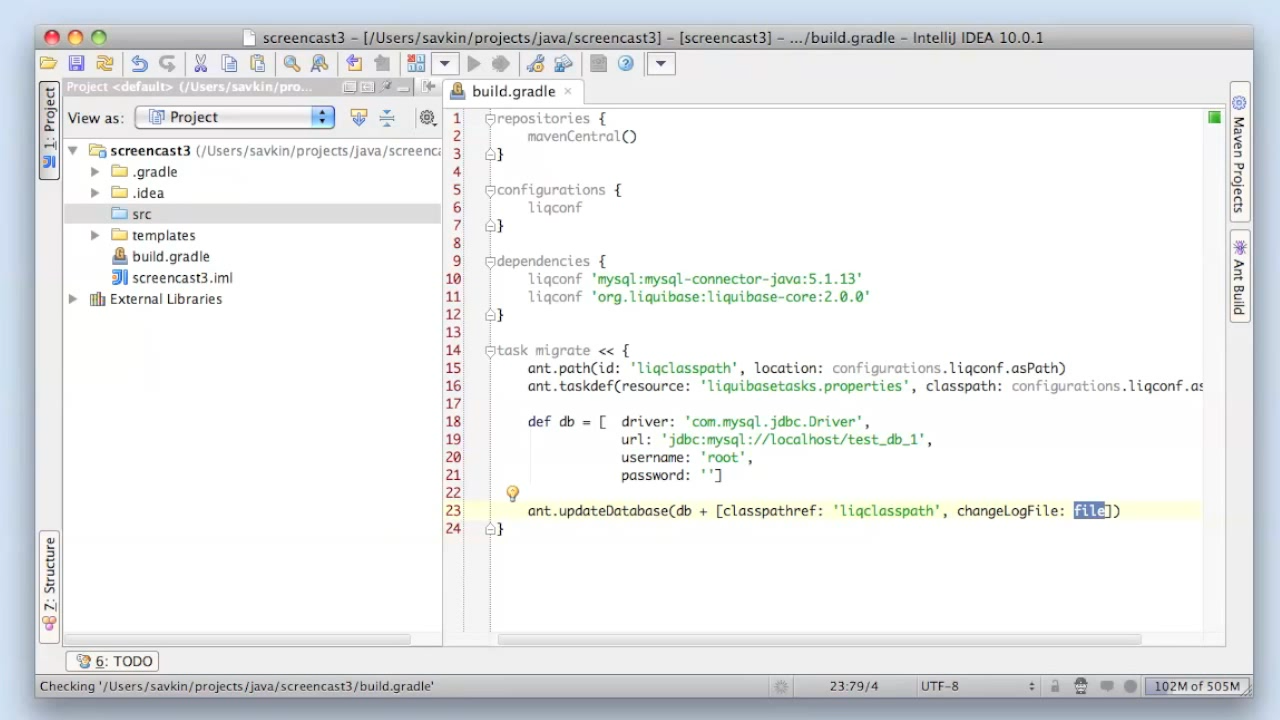 screencast3 – [/Users/savkin/projects/java/screencast3] – [screencast3] – .../build.gradle – IntelliJ IDEA 10.0.1
Project <default> (/Users/savkin/pro...
build.gradle
View as: Project
screencast3 (/Users/savkin/projects/java/screenca
.gradle
.idea
src
templates
build.gradle
screencast3.iml
External Libraries
1: Project
7: Structure
1 repositories {
2 mavenCentral()
3 }
4
5 configurations {
6 liqconf
7 }
8
9 dependencies {
10 liqconf 'mysql:mysql-connector-java:5.1.13'
11 liqconf 'org.liquibase:liquibase-core:2.0.0'
12 }
13
14 task migrate << {
15 ant.path(id: 'liqclasspath', location: configurations.liqconf.asPath)
16 ant.taskdef(resource: 'liquibasetasks.properties', classpath: configurations.liqconf.as
17
18 def db = [ driver: 'com.mysql.jdbc.Driver',
19 url: 'jdbc:mysql://localhost/test_db_1',
20 username: 'root',
21 password: '']
22
23 ant.updateDatabase(db + [classpathref: 'liqclasspath', changeLogFile: file])
24 }
Maven Projects
Ant Build
6: TODO
Checking '/Users/savkin/projects/java/screencast3/build.gradle'
23:79/4
UTF-8
102M of 505M